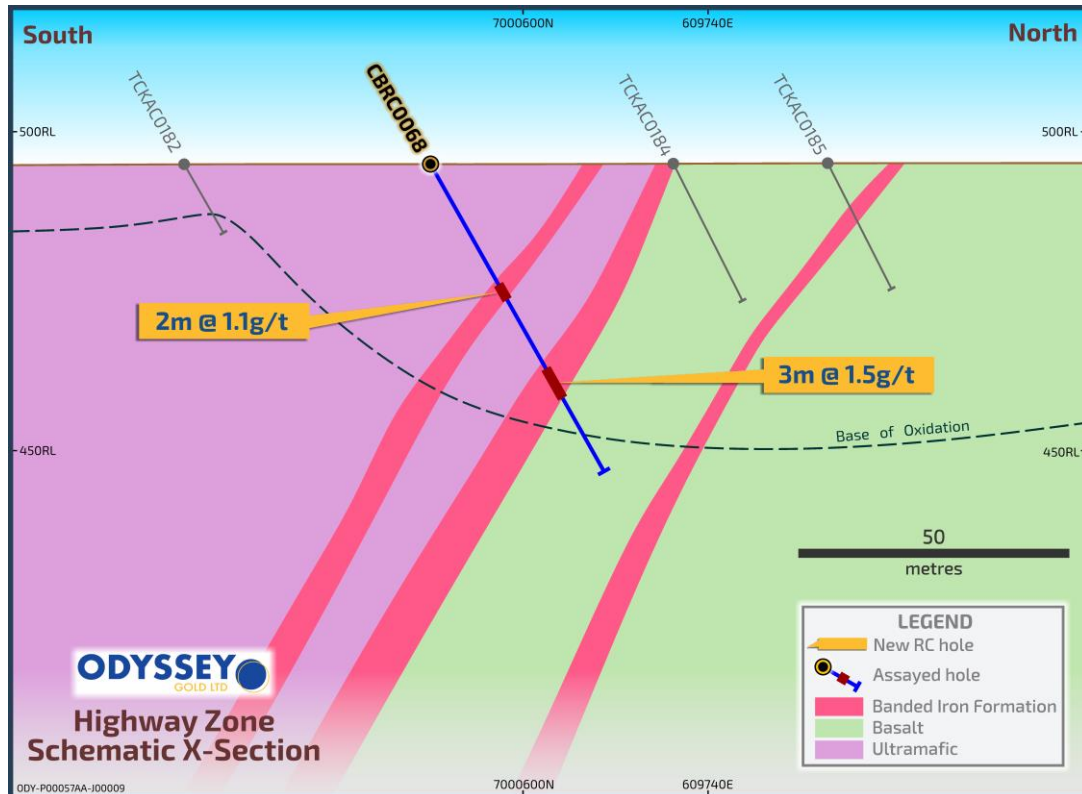 7000600N
609740E
South
North
TCKAC0182
CBRC0068
TCKAC0184
TCKAC0185
500RL
500RL
2m @ 1.1g/t
3m @ 1.5g/t
Base of Oxidation
450RL
450RL
50
metres
LEGEND
New RC hole
Assayed hole
Banded Iron Formation
Basalt
Ultramafic
ODYSSEY
GOLD LTD
Highway Zone
Schematic X-Section
ODY-P00057AA-J00009
7000600N
609740E